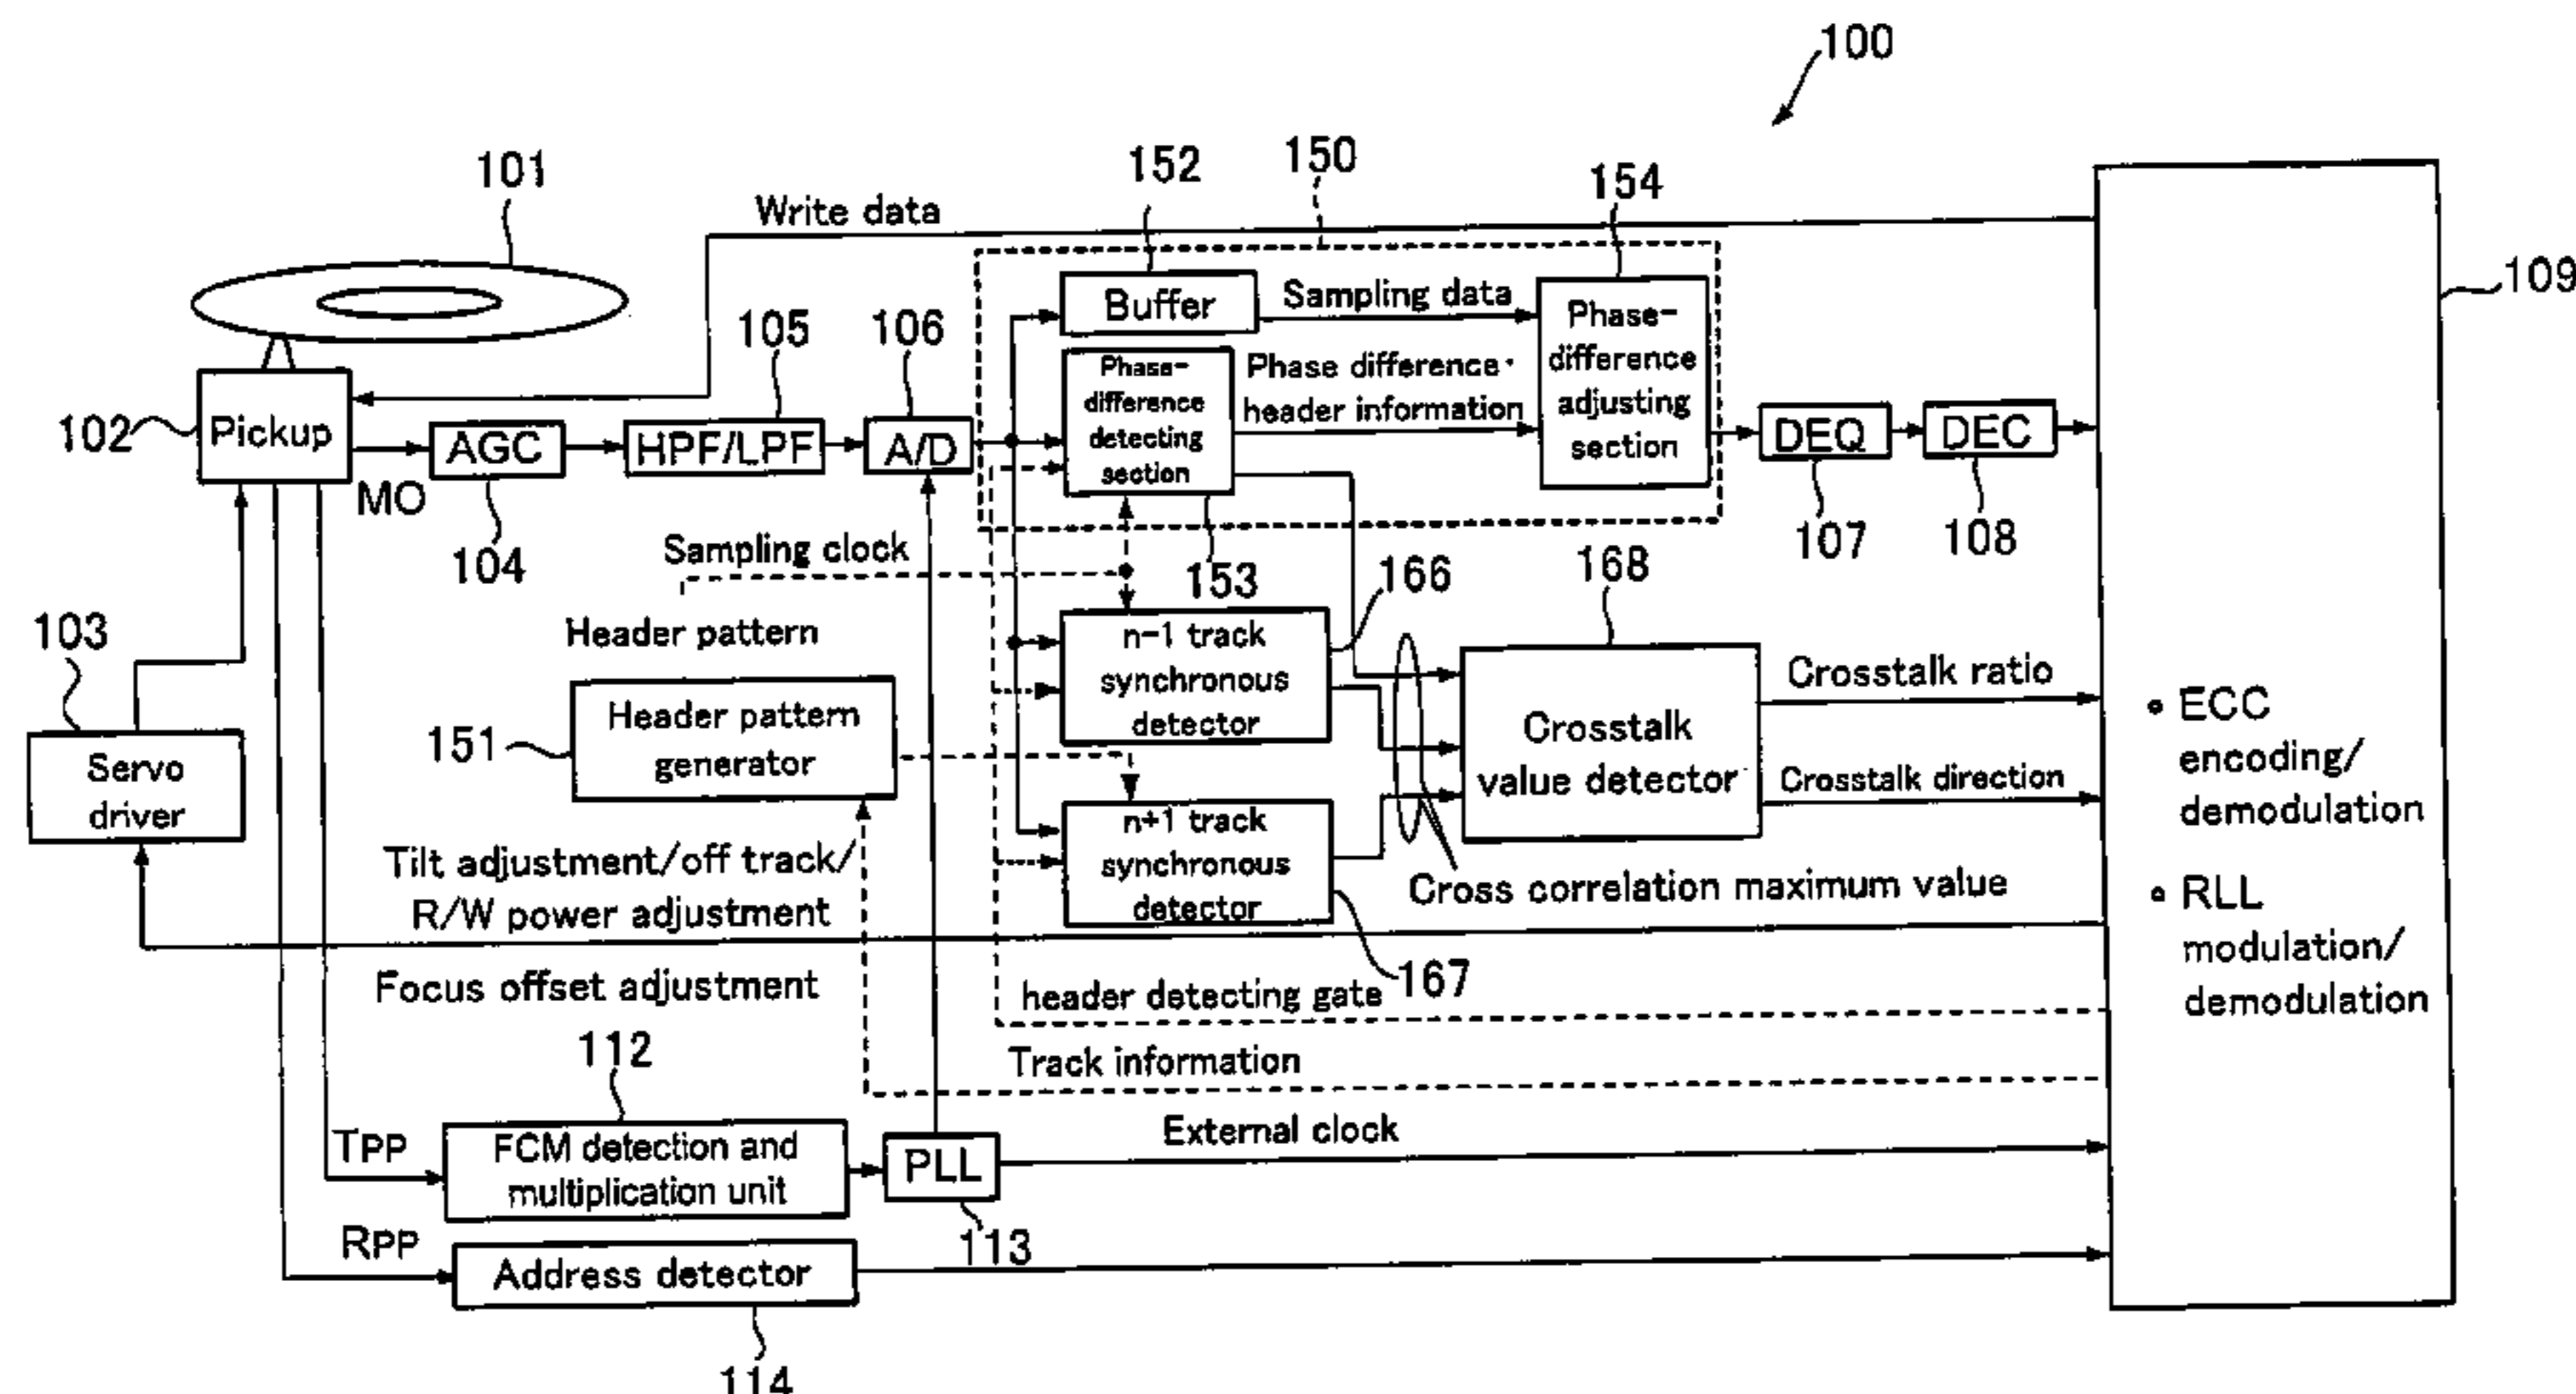 100
101
Write data
152
150
154
109
Buffer
Sampling data
Phase-
difference
adjusting
section
105
106
Phase-
difference
detecting
section
Phase difference·
header information
102
Pickup
MO
AGC
HPF/LPF
A/D
DEQ
DEC
104
107
108
Sampling clock
153
166
168
103
Header pattern
n-1 track
synchronous
detector
Crosstalk ratio
151
Header pattern
generator
Crosstalk
value detector
Crosstalk direction
Servo
driver
n+1 track
synchronous
detector
Cross correlation maximum value
Tilt adjustment/off track/
R/W power adjustment
Focus offset adjustment
167
header detecting gate
Track information
• ECC
encoding/
demodulation
• RLL
modulation/
demodulation
112
TPP
FCM detection and
multiplication unit
PLL
External clock
113
RPP
Address detector
114